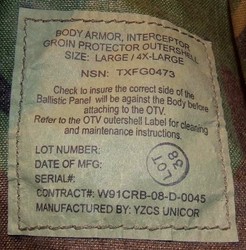 BODY ARMOR, INTERCEPTOR
GROIN PROTECTOR OUTERSHELL
SIZE: LARGE / 4X-LARGE
NSN: TXFG0473
Check to insure the correct side of the
Ballistic Panel will be against the Body before
attaching to the OTV.
Refer to the OTV outershell Label for cleaning
and maintenance instructions.
LOT NUMBER:
DATE OF MFG:
SERIAL#:
LOT
38
CONTRACT#: W91CRB-08-D-0045
MANUFACTURED BY: YZCS UNICOR